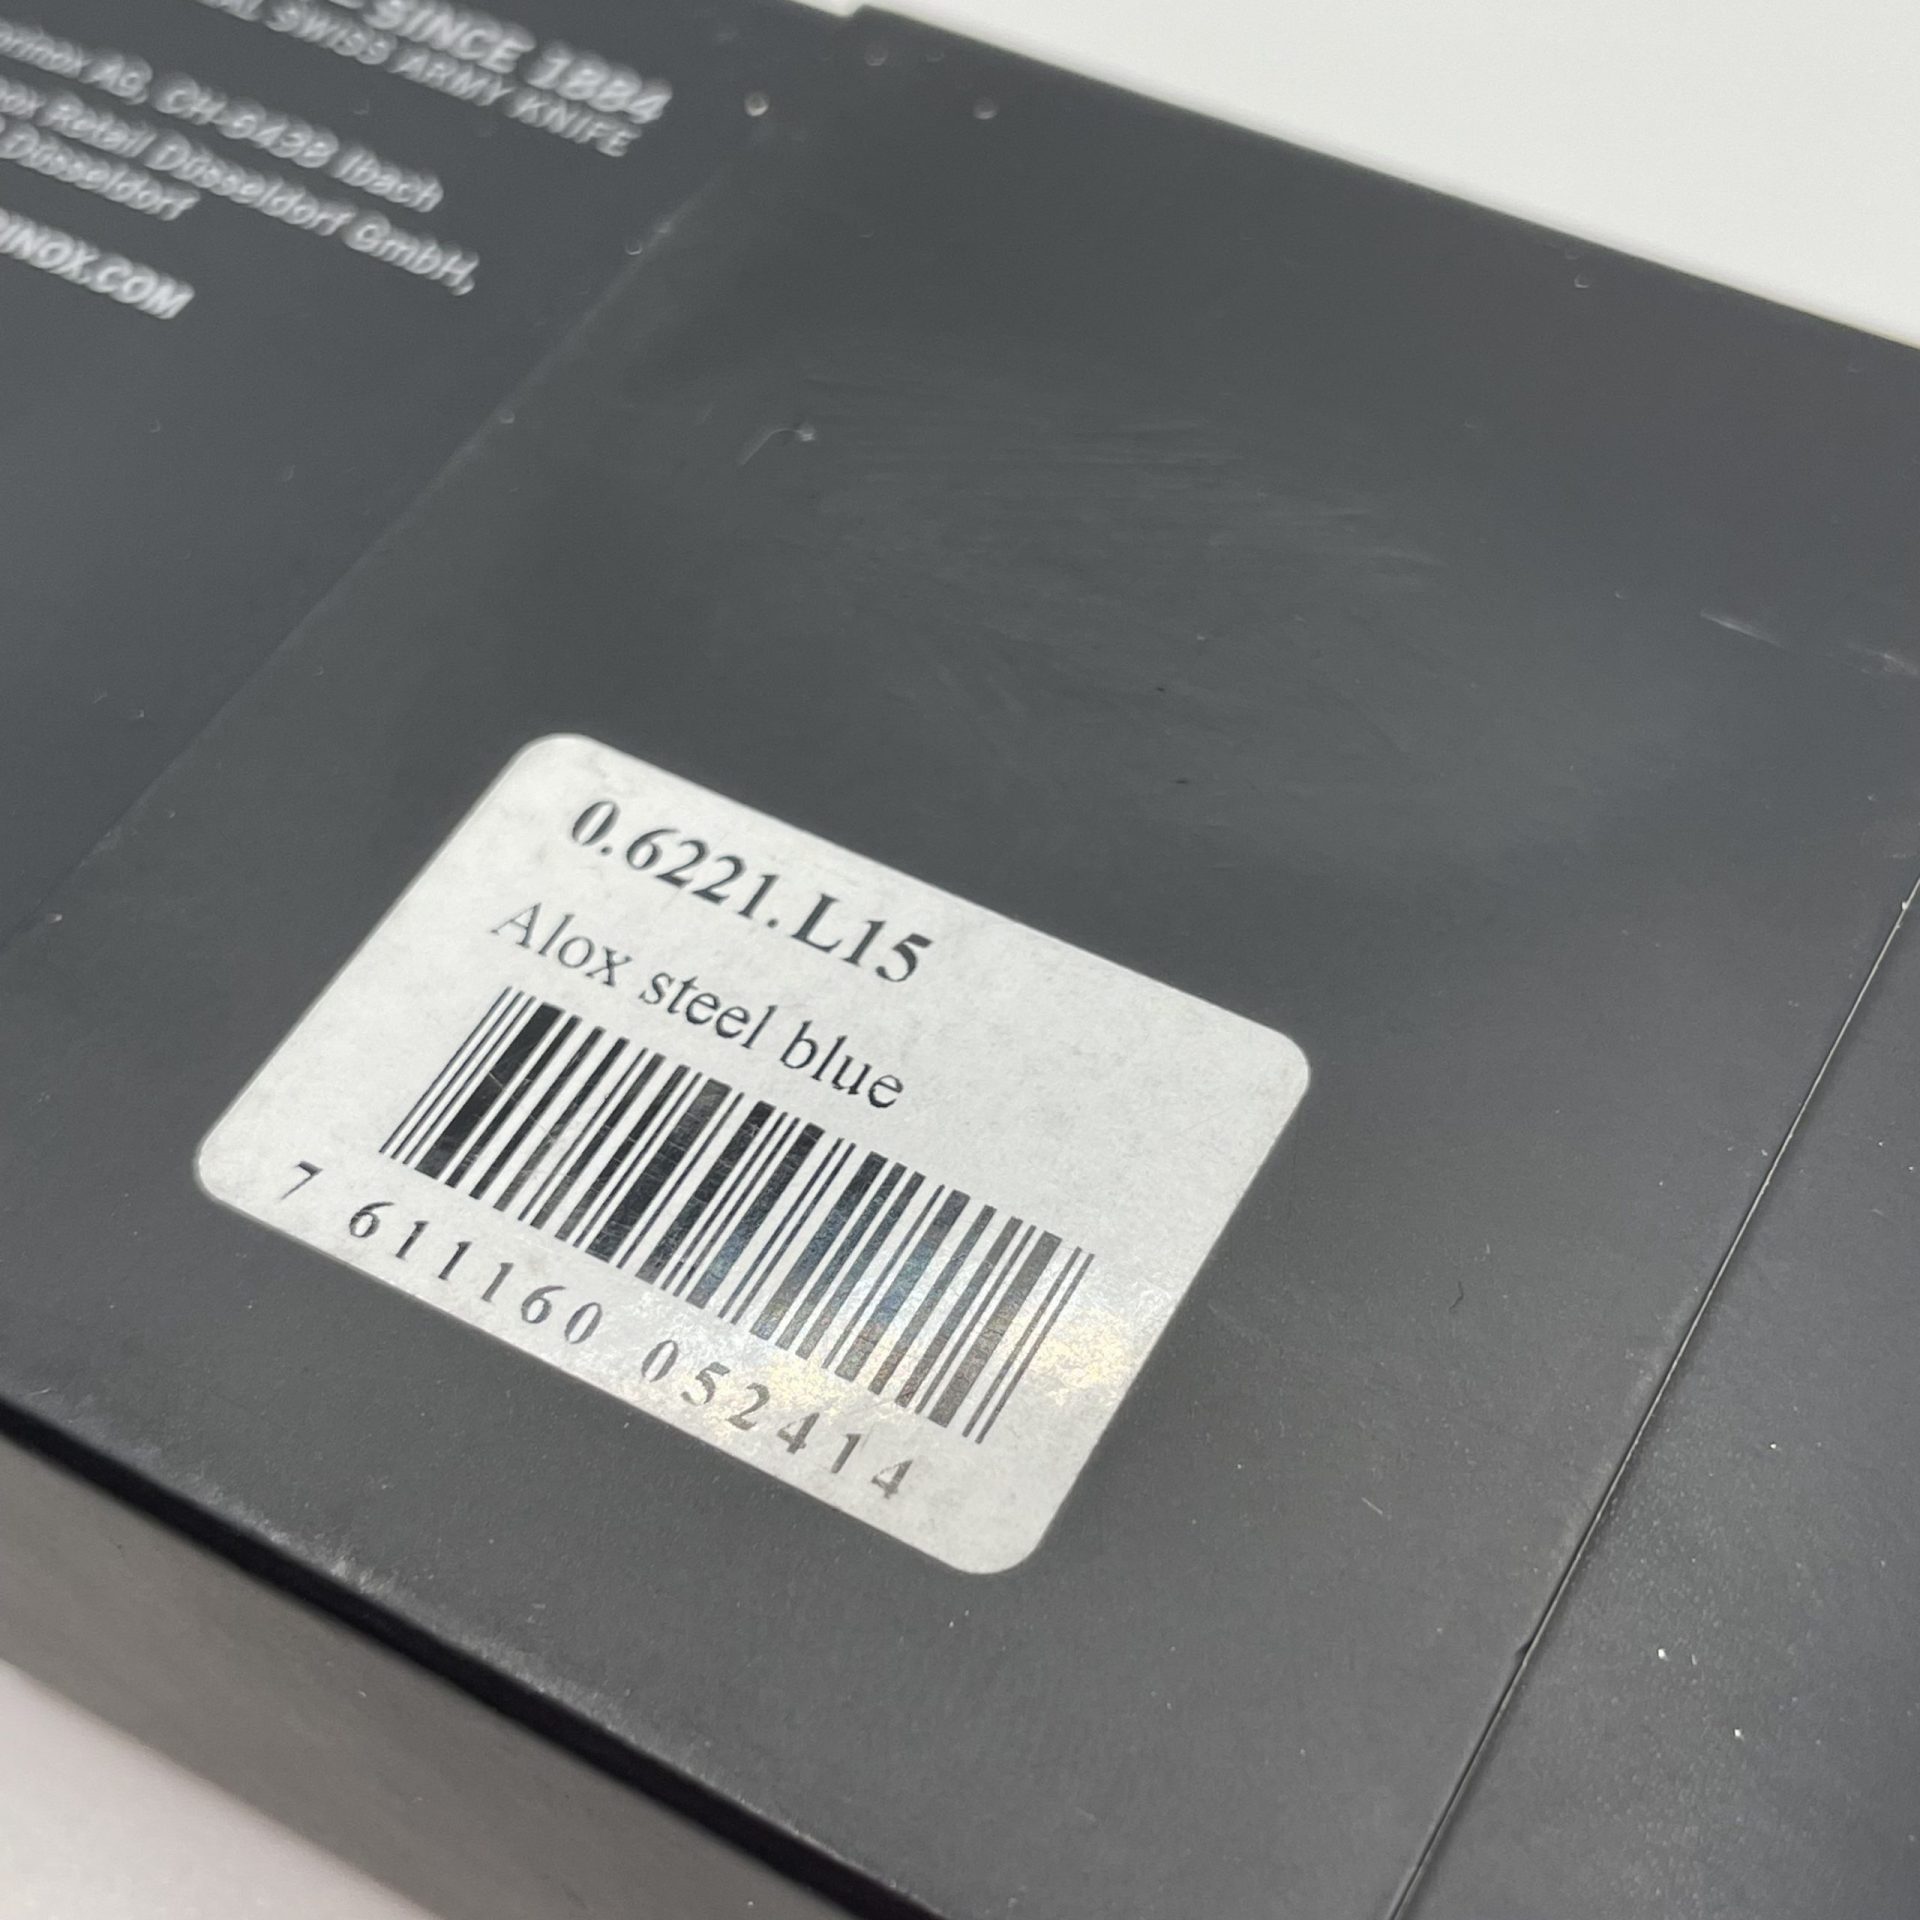 SINCE 1884
SWISS ARMY KNIFE
AG, CH-6438 Ibach
Retail Düsseldorf GmbH,
Düsseldorf
INOX.COM
0.6221.L15
Alox steel blue
7 611160 052414